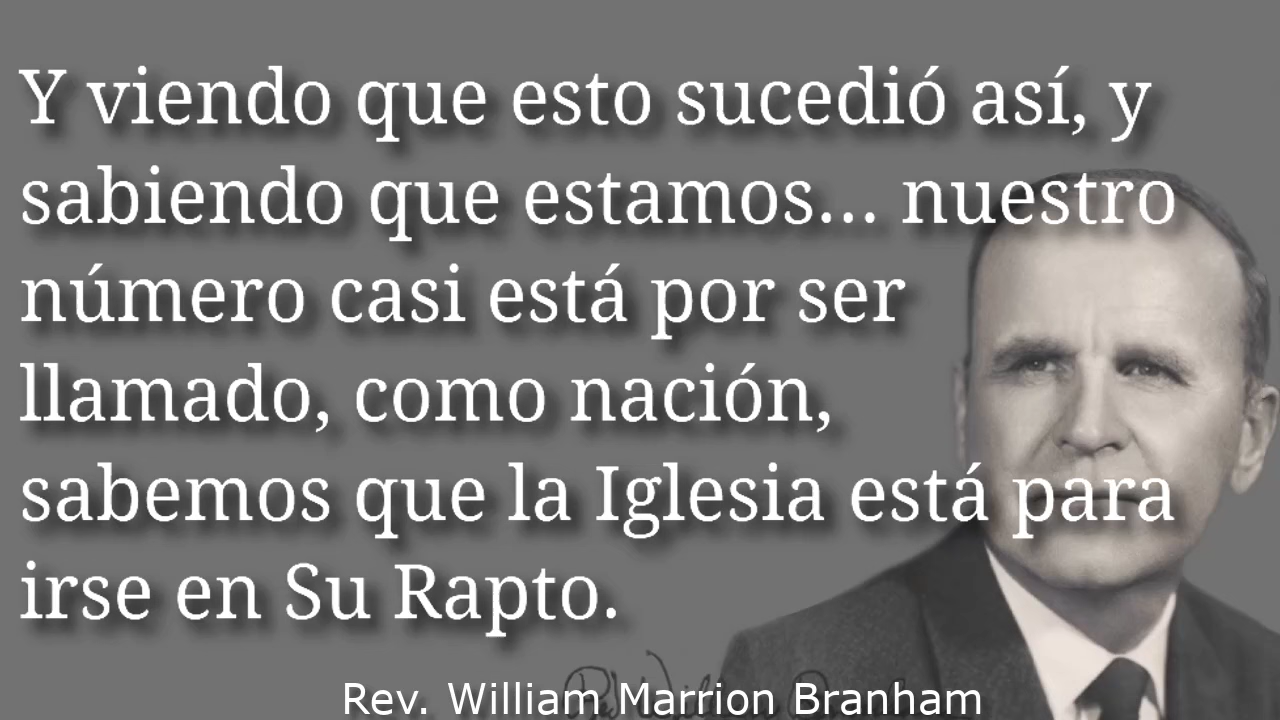 Y viendo que esto sucedió así, y
sabiendo que estamos... nuestro
número casi está por ser
llamado, como nación,
sabemos que la Iglesia está para
irse en Su Rapto.
Rev. William Marrion Branham